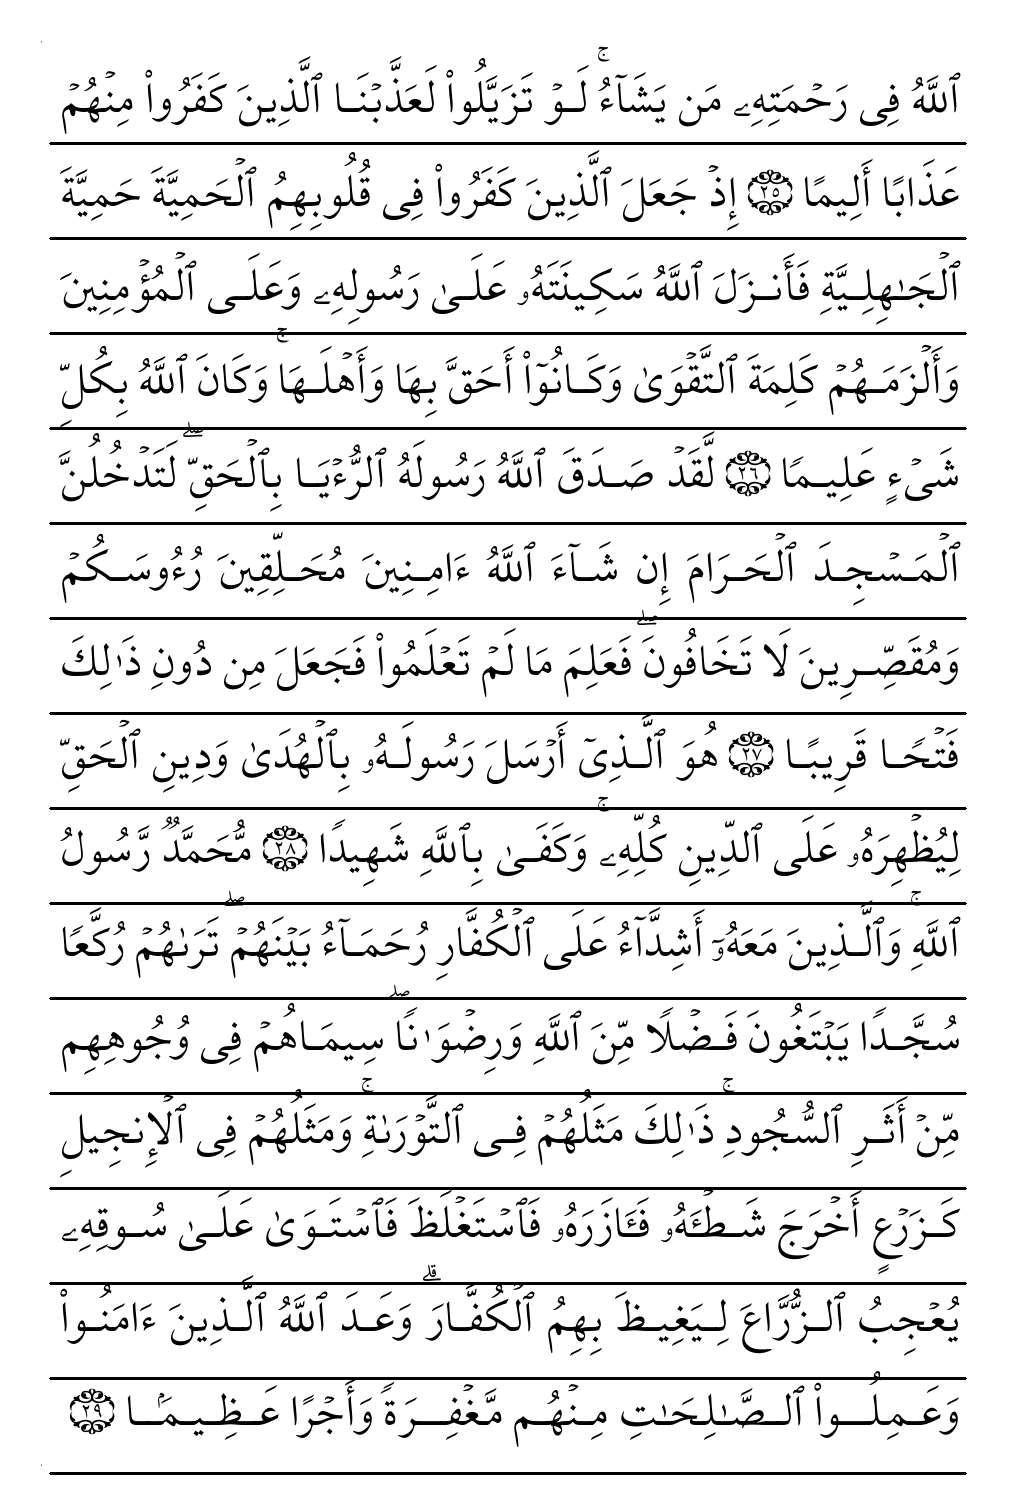 ٱللَّهُ فِى رَحْمَتِهِۦ مَن يَشَآءُ ۚ لَوْ تَزَيَّلُوا۟ لَعَذَّبْنَا ٱلَّذِينَ كَفَرُوا۟ مِنْهُمْ
عَذَابًا أَلِيمًا ٢٥ إِذْ جَعَلَ ٱلَّذِينَ كَفَرُوا۟ فِى قُلُوبِهِمُ ٱلْحَمِيَّةَ حَمِيَّةَ
ٱلْجَـٰهِلِيَّةِ فَأَنزَلَ ٱللَّهُ سَكِينَتَهُۥ عَلَىٰ رَسُولِهِۦ وَعَلَى ٱلْمُؤْمِنِينَ
وَأَلْزَمَهُمْ كَلِمَةَ ٱلتَّقْوَىٰ وَكَانُوٓا۟ أَحَقَّ بِهَا وَأَهْلَهَا ۚ وَكَانَ ٱللَّهُ بِكُلِّ
شَىْءٍ عَلِيمًا ٢٦ لَّقَدْ صَدَقَ ٱللَّهُ رَسُولَهُ ٱلرُّءْيَا بِٱلْحَقِّ ۖ لَتَدْخُلُنَّ
ٱلْمَسْجِدَ ٱلْحَرَامَ إِن شَآءَ ٱللَّهُ ءَامِنِينَ مُحَلِّقِينَ رُءُوسَكُمْ
وَمُقَصِّرِينَ لَا تَخَافُونَ ۖ فَعَلِمَ مَا لَمْ تَعْلَمُوا۟ فَجَعَلَ مِن دُونِ ذَٰلِكَ
فَتْحًا قَرِيبًا ٢٧ هُوَ ٱلَّذِىٓ أَرْسَلَ رَسُولَهُۥ بِٱلْهُدَىٰ وَدِينِ ٱلْحَقِّ
لِيُظْهِرَهُۥ عَلَى ٱلدِّينِ كُلِّهِۦ ۚ وَكَفَىٰ بِٱللَّهِ شَهِيدًا ٢٨ مُّحَمَّدٌ رَّسُولُ
ٱللَّهِ ۚ وَٱلَّذِينَ مَعَهُۥٓ أَشِدَّآءُ عَلَى ٱلْكُفَّارِ رُحَمَآءُ بَيْنَهُمْ ۖ تَرَىٰهُمْ رُكَّعًا
سُجَّدًا يَبْتَغُونَ فَضْلًا مِّنَ ٱللَّهِ وَرِضْوَٰنًا ۖ سِيمَاهُمْ فِى وُجُوهِهِم
مِّنْ أَثَرِ ٱلسُّجُودِ ۚ ذَٰلِكَ مَثَلُهُمْ فِى ٱلتَّوْرَىٰةِ ۚ وَمَثَلُهُمْ فِى ٱلْإِنجِيلِ
كَزَرْعٍ أَخْرَجَ شَطْـَٔهُۥ فَـَٔازَرَهُۥ فَٱسْتَغْلَظَ فَٱسْتَوَىٰ عَلَىٰ سُوقِهِۦ
يُعْجِبُ ٱلزُّرَّاعَ لِيَغِيظَ بِهِمُ ٱلْكُفَّارَ ۗ وَعَدَ ٱللَّهُ ٱلَّذِينَ ءَامَنُوا۟
وَعَمِلُوا۟ ٱلصَّـٰلِحَـٰتِ مِنْهُم مَّغْفِرَةً وَأَجْرًا عَظِيمًۢا ٢٩